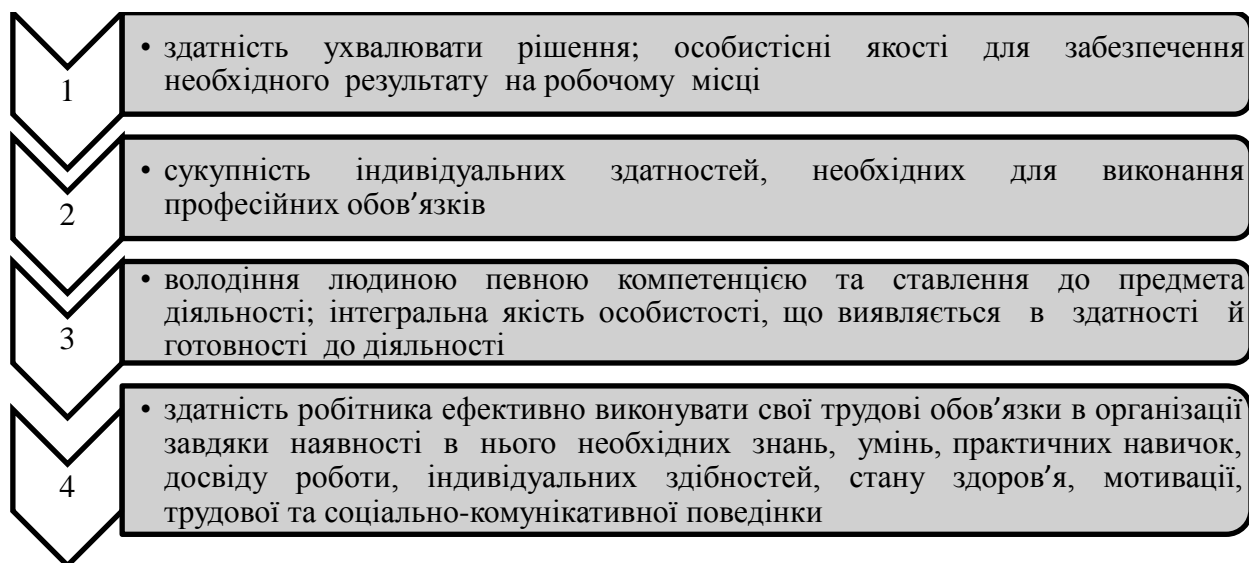 1
• здатність ухвалювати рішення; особистісні якості для забезпечення
необхідного результату на робочому місці
2
• сукупність індивідуальних здатностей, необхідних для виконання
професійних обов’язків
3
• володіння людиною певною компетенцією та ставлення до предмета
діяльності; інтегральна якість особистості, що виявляється в здатності й
готовності до діяльності
4
• здатність робітника ефективно виконувати свої трудові обов’язки в організації
завдяки наявності в нього необхідних знань, умінь, практичних навичок,
досвіду роботи, індивідуальних здібностей, стану здоров’я, мотивації,
трудової та соціально-комунікативної поведінки